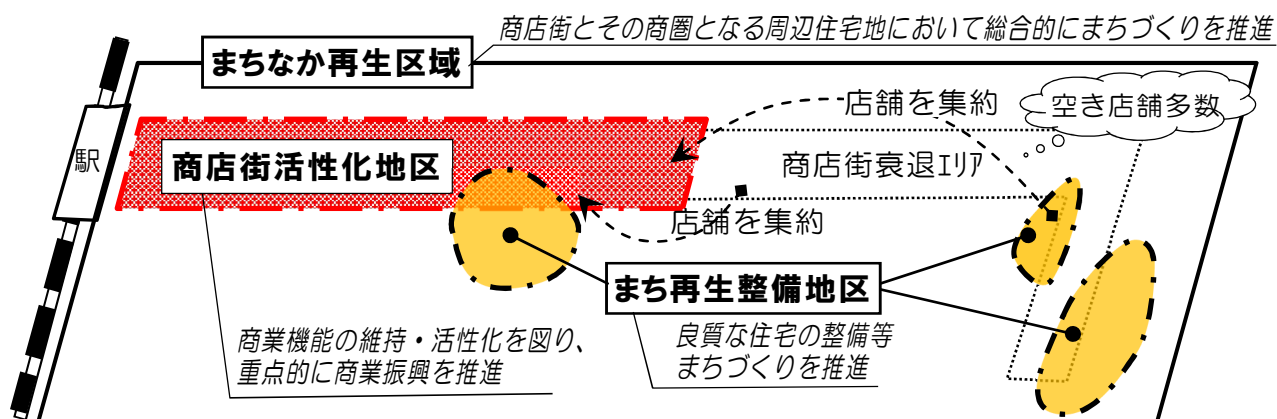 商店街とその商圏となる周辺住宅地において総合的にまちづくりを推進
まちなか再生区域
店舗を集約
空き店舗多数
駅
商店街活性化地区
商店街衰退エリア
店舗を集約
まち再生整備地区
商業機能の維持・活性化を図り、
重点的に商業振興を推進
良質な住宅の整備等
まちづくりを推進